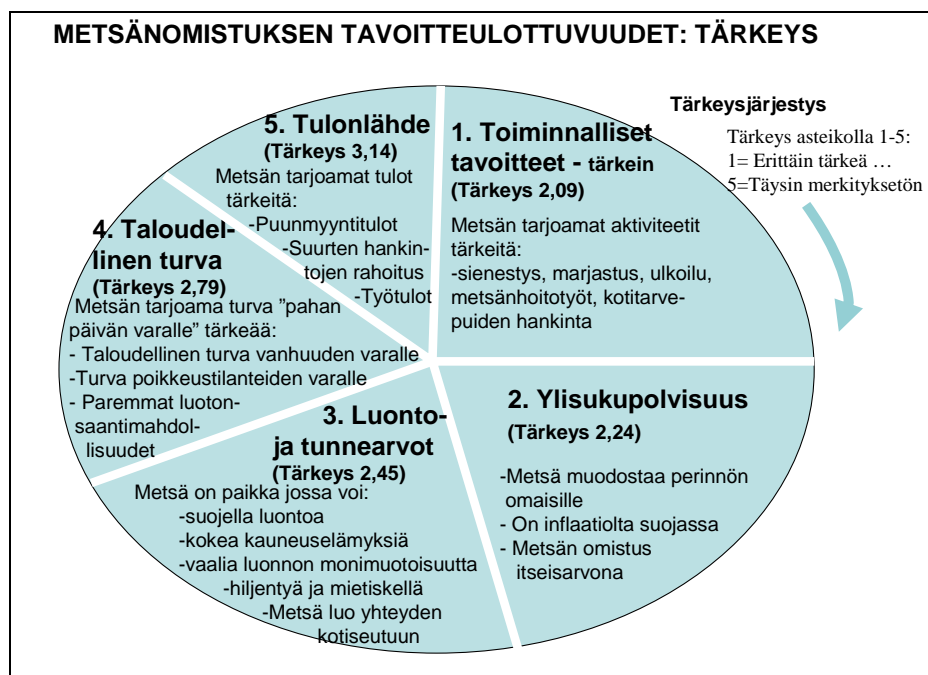 METSÄNOMISTUKSEN TAVOITTEULOTTUVUUDET: TÄRKEYS
Tärkeysjärjestys
Tärkeys asteikolla 1-5:
1= Erittäin tärkeä …
5=Täysin merkityksetön
1. Toiminnalliset
tavoitteet - tärkein
(Tärkeys 2,09)
Metsän tarjoamat aktiviteetit
tärkeitä:
-sienestys, marjastus, ulkoilu,
metsänhoitotyöt, kotitarve-
puiden hankinta
2. Ylisukupolvisuus
(Tärkeys 2,24)
-Metsä muodostaa perinnön
omaisille
- On inflaatiolta suojassa
- Metsän omistus
itseisarvona
3. Luonto-
ja tunnearvot
(Tärkeys 2,45)
Metsä on paikka jossa voi:
-suojella luontoa
-kokea kauneuselämyksiä
-vaalia luonnon monimuotoisuutta
-hiljentyä ja mietiskellä
-Metsä luo yhteyden
kotiseutuun
4. Taloudel-
linen turva
(Tärkeys 2,79)
Metsän tarjoama turva ”pahan
päivän varalle” tärkeää:
- Taloudellinen turva vanhuuden varalle
-Turva poikkeustilanteiden varalle
- Paremmat luoton-
saantimahdol-
lisuudet
5. Tulonlähde
(Tärkeys 3,14)
Metsän tarjoamat tulot
tärkeitä:
-Puunmyyntitulot
-Suurten hankin-
tojen rahoitus
-Työtulot